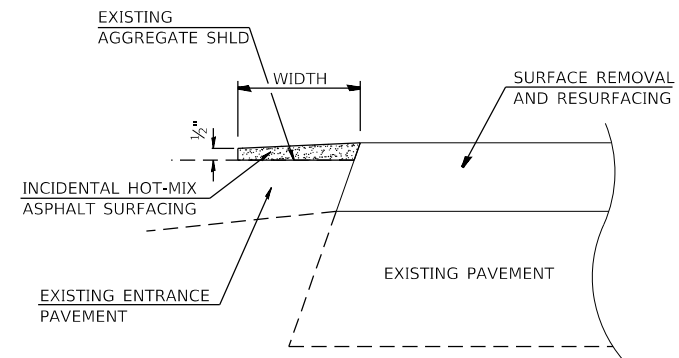 EXISTING
AGGREGATE SHLD
WIDTH
SURFACE REMOVAL
AND RESURFACING
½"
INCIDENTAL HOT-MIX
ASPHALT SURFACING
EXISTING PAVEMENT
EXISTING ENTRANCE
PAVEMENT